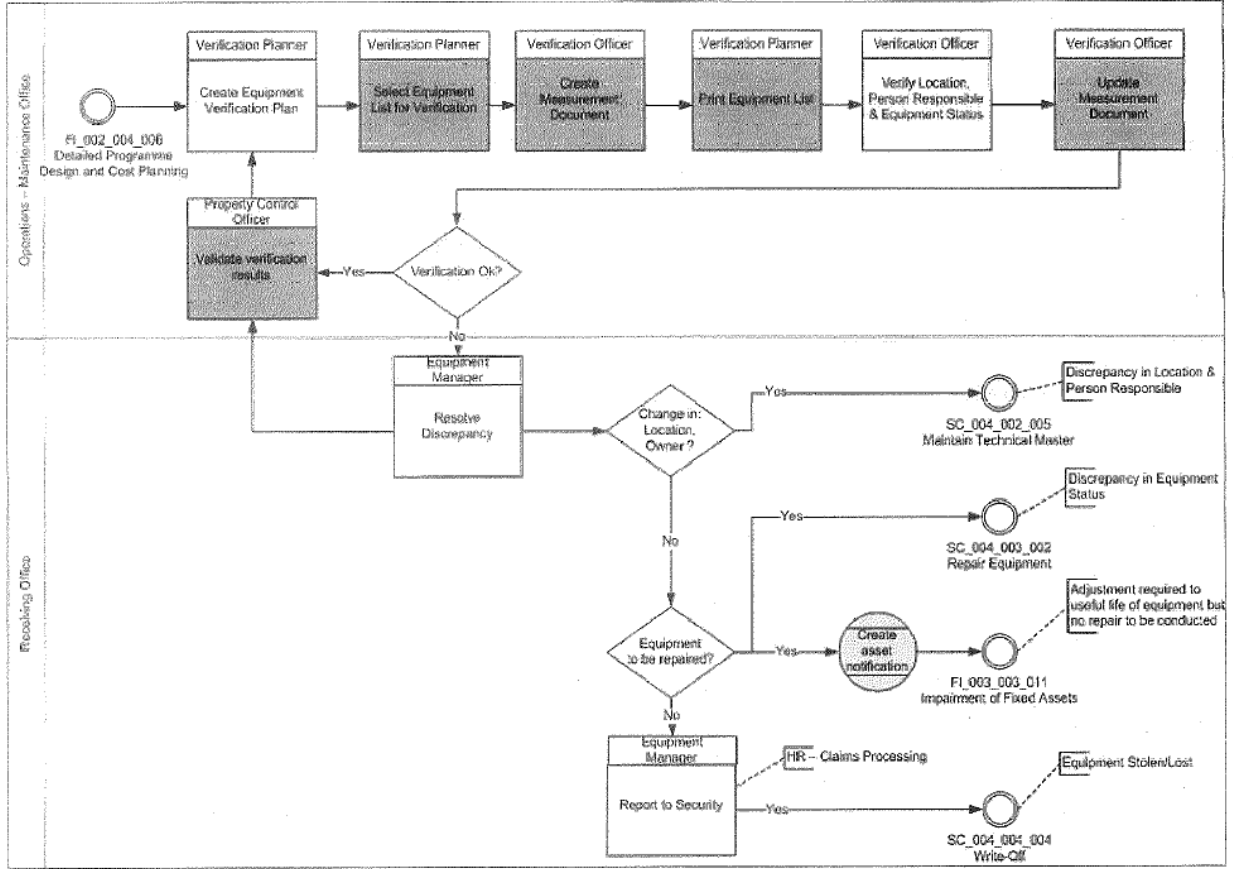 Operations – Maintenance Office
Verification Planner
Create Equipment
Verification Plan
Verification Planner
Select Equipment
List for Verification
Verification Officer
Create
Measurement
Document
Verification Planner
Print Equipment List
Verification Officer
Verify Location,
Person Responsible
& Equipment Status
Verification Officer
Update
Measurement
Document
FI_002_004_006
Detailed Programme
Design and Cost Planning
Property Control
Officer
Validate verification
results
Yes
Verification Ok?
No
Receiving Office
Equipment
Manager
Resolve
Discrepancy
Change in:
Location,
Owner ?
Yes
SC_004_002_005
Maintain Technical Master
Discrepancy in Location &
Person Responsible
No
Yes
SC_004_003_002
Repair Equipment
Discrepancy in Equipment
Status
Equipment
to be repaired?
Yes
Create
asset
notification
FI_003_003_011
Impairment of Fixed Assets
Adjustment required to
useful life of equipment but
no repair to be conducted
No
Equipment
Manager
Report to Security
HR – Claims Processing
Yes
SC_004_004_004
Write-Off
Equipment Stolen/Lost